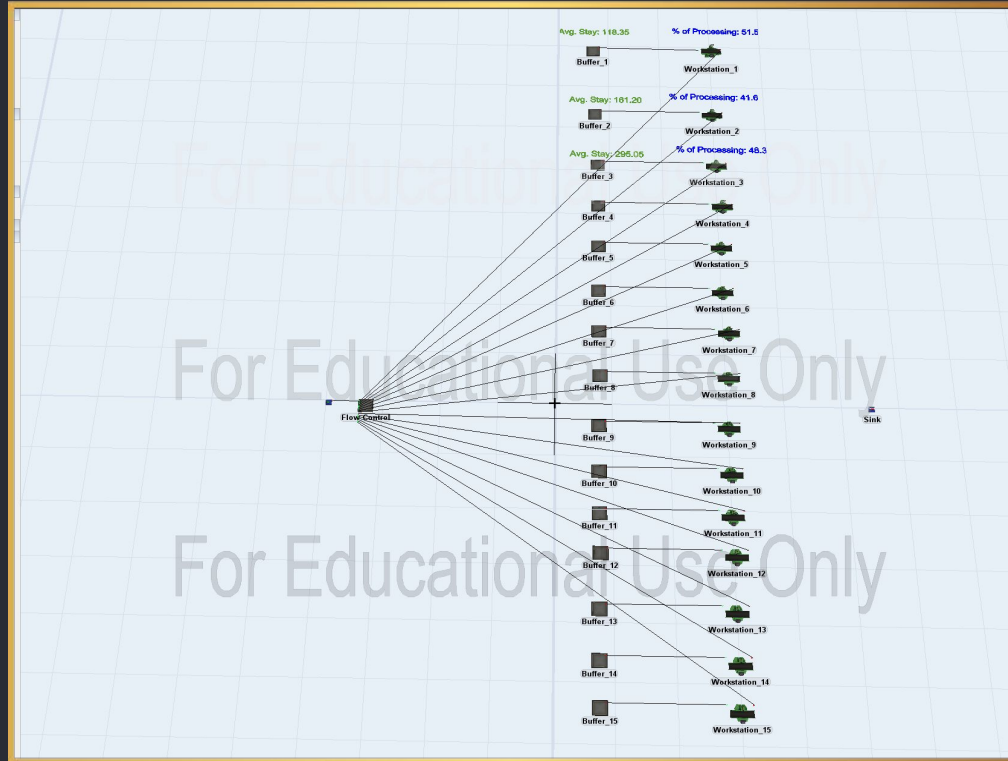 Avg. Stay: 118.35
% of Processing: 51.5
Buffer_1
Workstation_1
Avg. Stay: 181.20
% of Processing: 41.6
Buffer_2
Workstation_2
Avg. Stay: 295.05
% of Processing: 48.3
For Educational Use Only
Buffer_3
Workstation_3
Buffer_4
Workstation_4
Buffer_5
Workstation_5
Buffer_6
Workstation_6
Buffer_7
Workstation_7
For Educational Use Only
Buffer_8
Workstation_8
Flow Control
Sink
Buffer_9
Workstation_9
Buffer_10
Workstation_10
Buffer_11
Workstation_11
For Educational Use Only
Buffer_12
Workstation_12
Buffer_13
Workstation_13
Buffer_14
Workstation_14
Buffer_15
Workstation_15